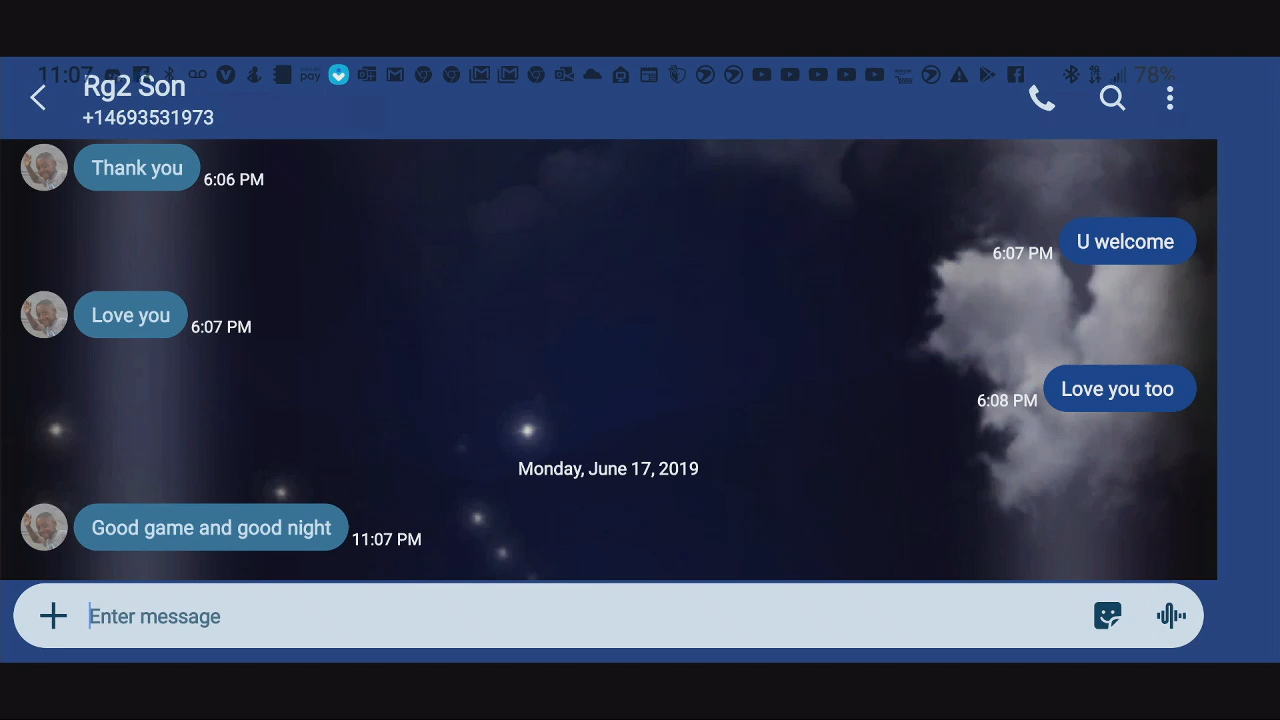 11:07
78%
Rg2 Son
+14693531973
Thank you
6:06 PM
U welcome
6:07 PM
Love you
6:07 PM
Love you too
6:08 PM
Monday, June 17, 2019
Good game and good night
11:07 PM
Enter message